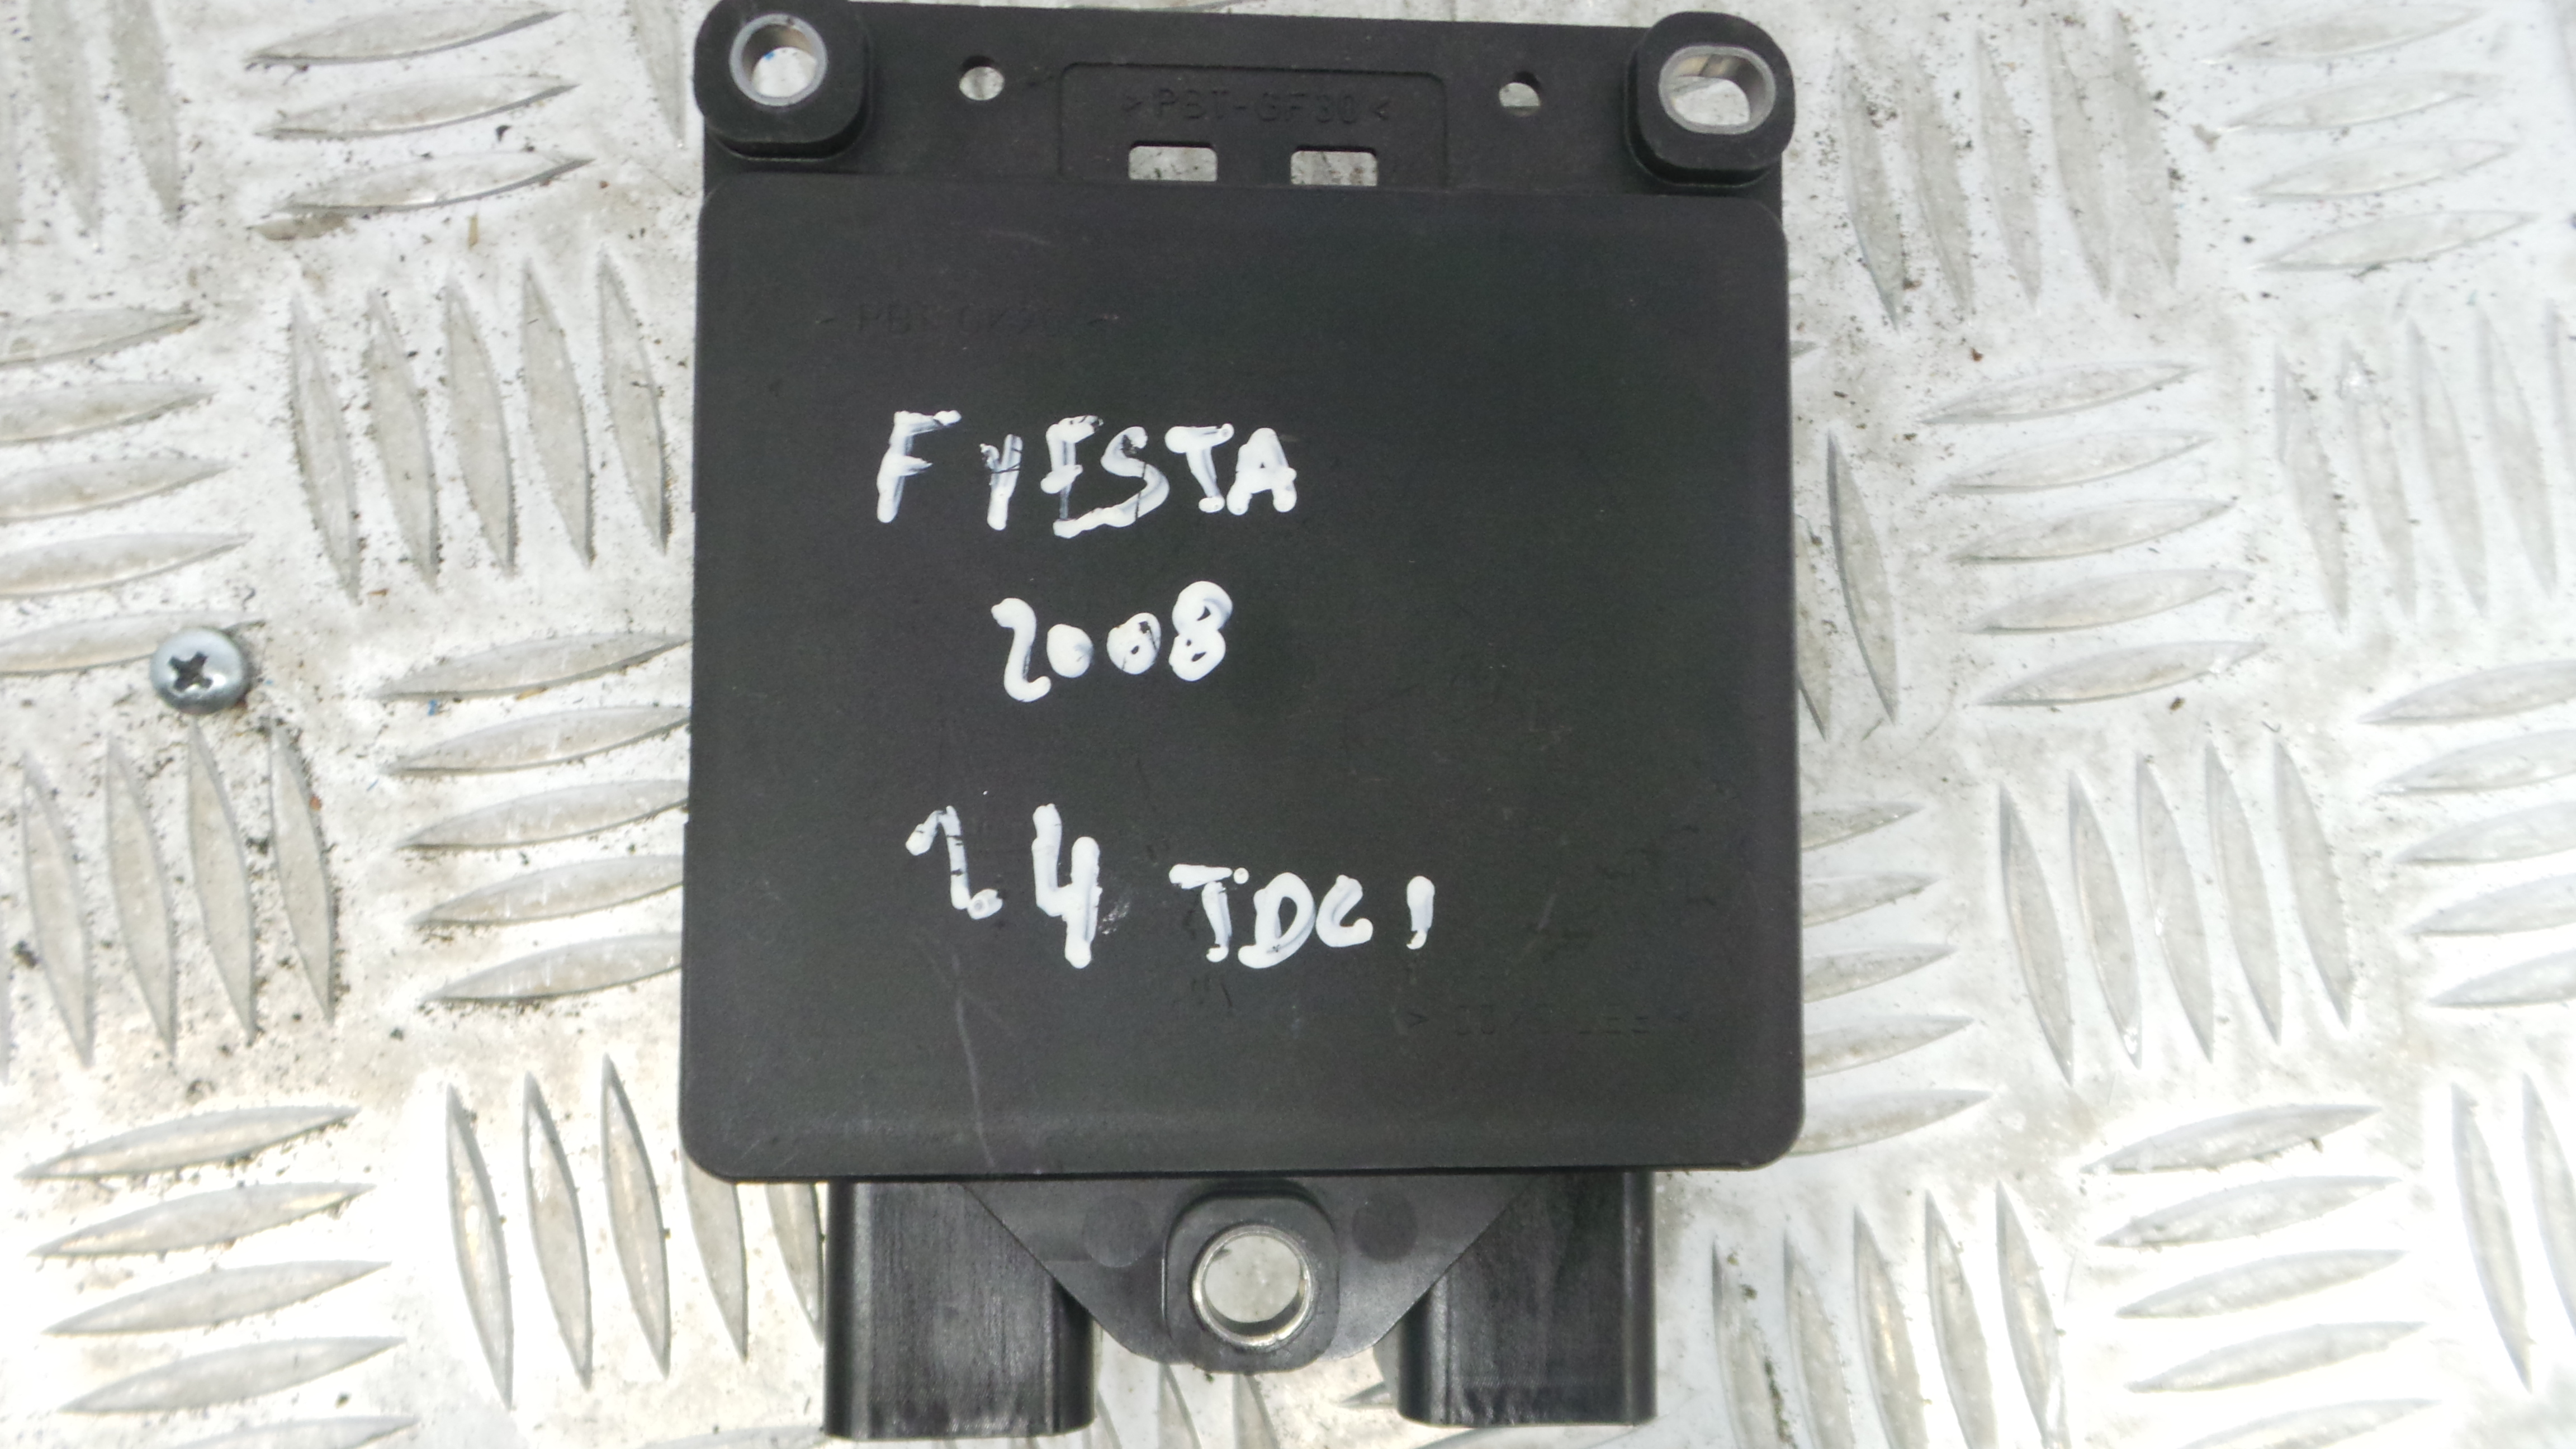 >PBT-GF30<
FYESTA
2008
1.4 TDCI